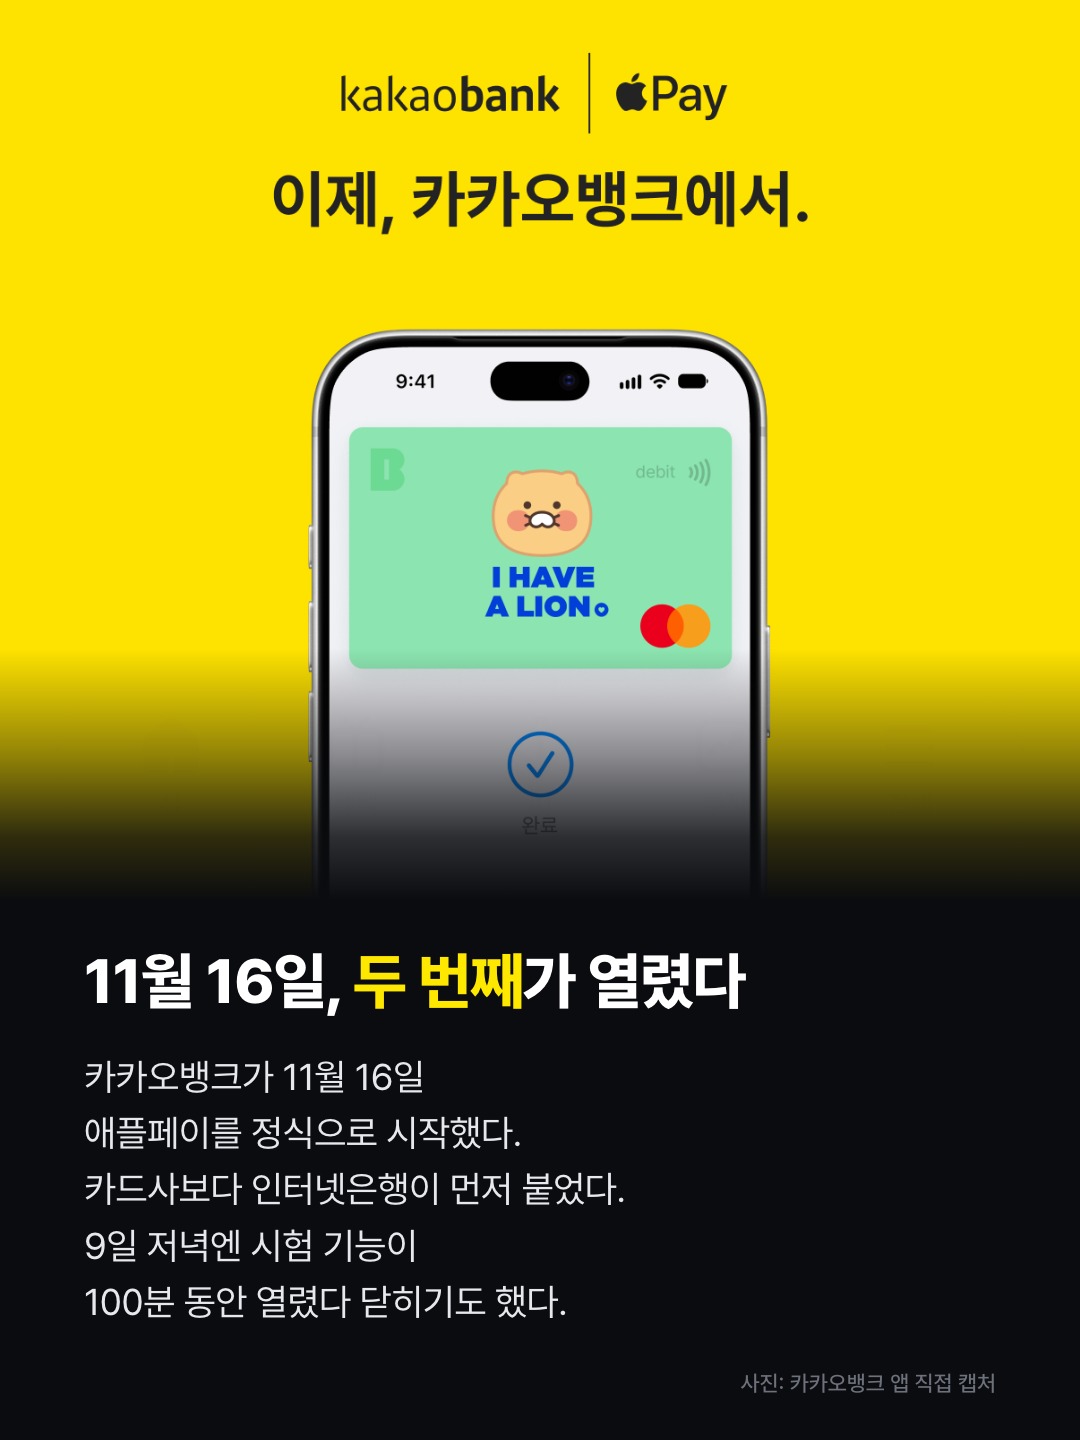 kakaobank | Pay
이제, 카카오뱅크에서.
9:41
B
debit
I HAVE
A LION
완료
11월 16일, 두 번째가 열렸다
카카오뱅크가 11월 16일
애플페이를 정식으로 시작했다.
카드사보다 인터넷은행이 먼저 붙었다.
9일 저녁엔 시험 기능이
100분 동안 열렸다 닫히기도 했다.
사진: 카카오뱅크 앱 직접 캡처